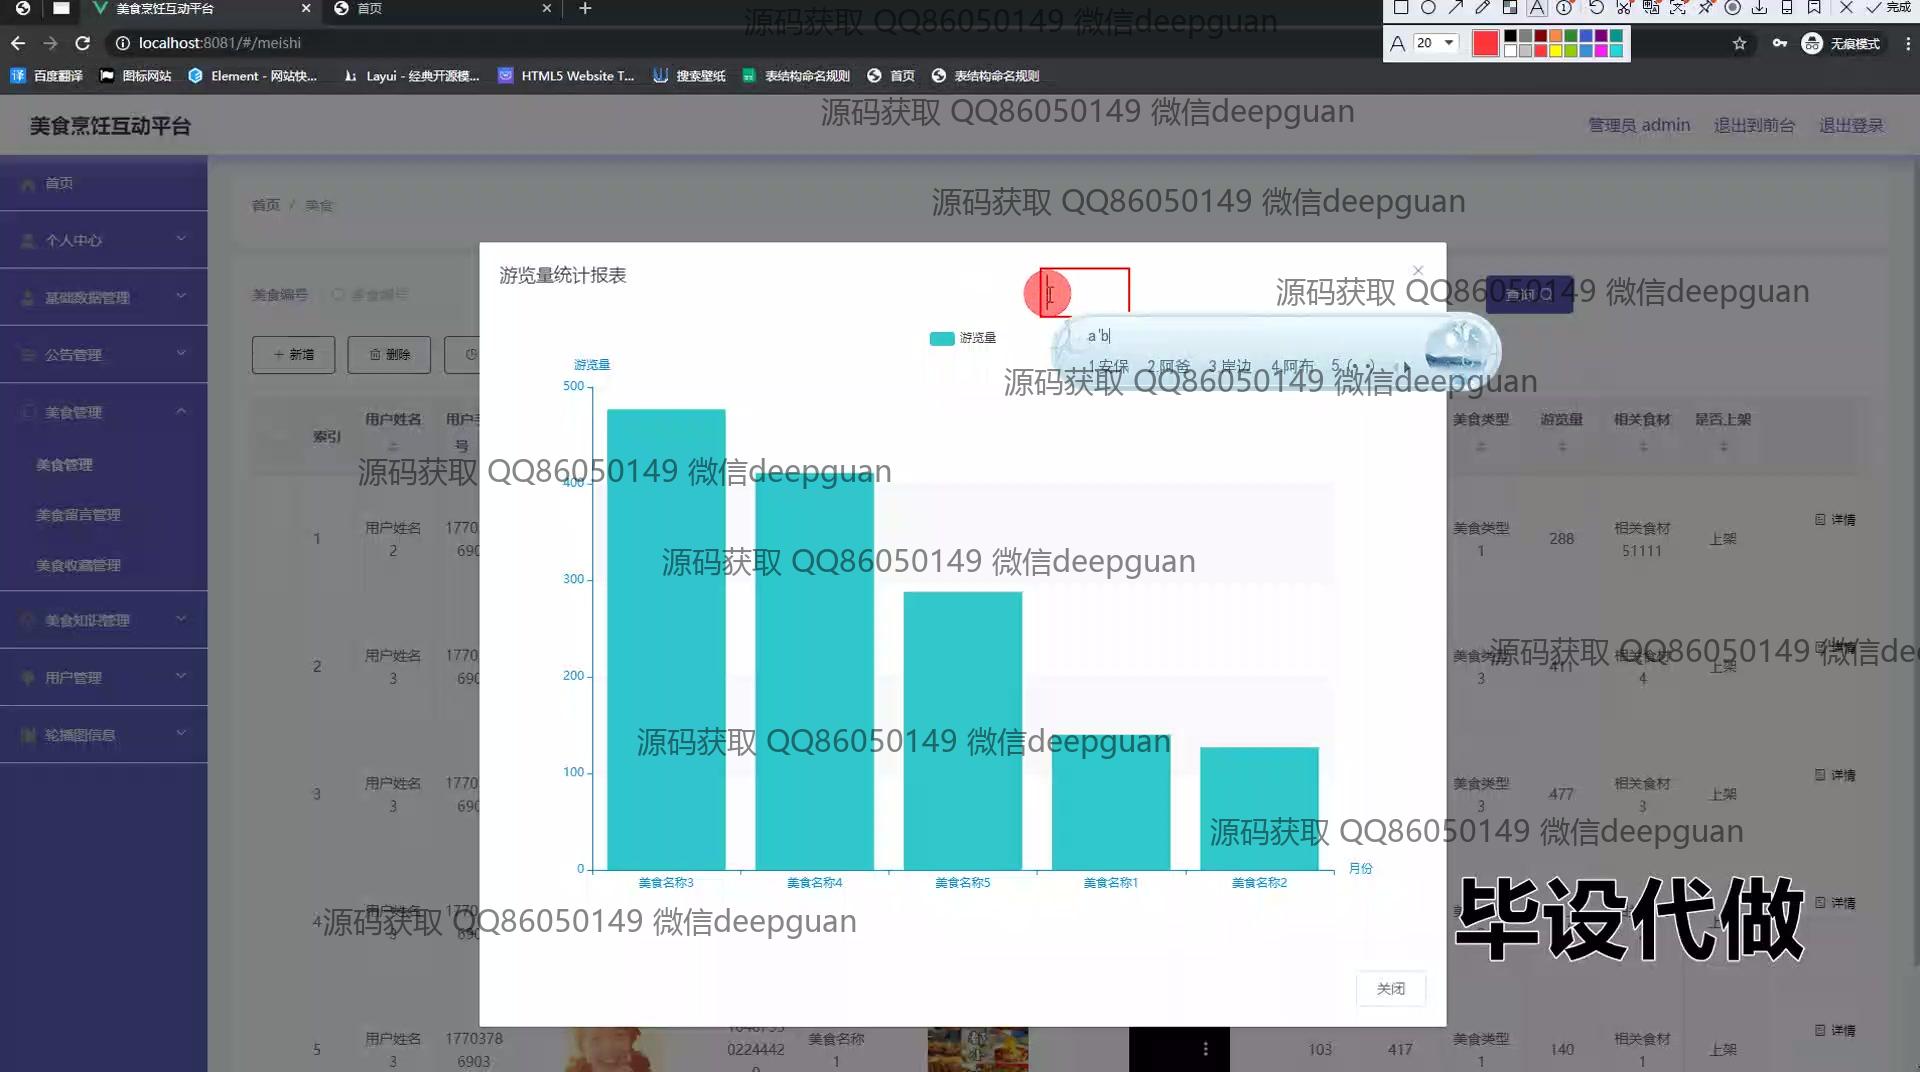 美食烹饪互动平台
首页
localhost:8081/#/meishi
20
完成
无痕模式
百度翻译
图标网站
Element - 网站快...
Layui - 经典开源模...
HTML5 Website T...
搜索壁纸
表结构命名规则
首页
表结构命名规则
源码获取 QQ86050149 微信deepguan
美食烹饪互动平台
源码获取 QQ86050149 微信deepguan
管理员 admin
退出到前台
退出登录
首页
个人中心
基础数据管理
公告管理
美食管理
美食管理
美食留言管理
美食收藏管理
美食知识管理
用户管理
轮播图信息
首页 / 美食
源码获取 QQ86050149 微信deepguan
美食编号
美食编号
查询
新增
删除
游览量统计报表
源码获取 QQ86050149 微信deepguan
游览量
a'b
1.安保 2.阿爸 3.岸边 4.阿布
源码获取 QQ86050149 微信deepguan
游览量
500
400
300
200
100
0
美食名称3
美食名称4
美食名称5
美食名称1
美食名称2
月份
关闭
源码获取 QQ86050149 微信deepguan
源码获取 QQ86050149 微信deepguan
源码获取 QQ86050149 微信de
源码获取 QQ86050149 微信deepguan
源码获取 QQ86050149 微信deepguan
源码获取 QQ86050149 微信deepguan
毕设代做
索引
用户姓名
美食类型
游览量
相关食材
是否上架
1
用户姓名
2
1770
690
美食类型
1
288
相关食材
51111
上架
详情
2
用户姓名
3
1770
690
3
411
4
上架
3
用户姓名
3
1770
690
美食类型
3
477
相关食材
3
上架
详情
4
详情
5
用户姓名
3
1770378
6903
0224442
美食名称
1
103
417
美食类型
1
140
相关食材
1
上架
详情